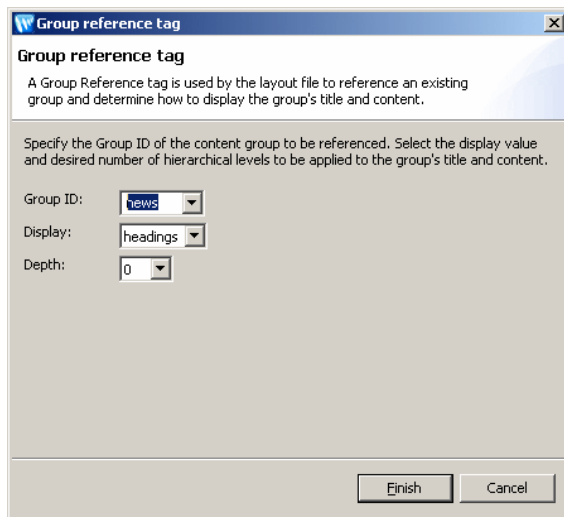 Group reference tag
Group reference tag
A Group Reference tag is used by the layout file to reference an existing
group and determine how to display the group's title and content.
Specify the Group ID of the content group to be referenced. Select the display value
and desired number of hierarchical levels to be applied to the group's title and content.
Group ID: news
Display: headings
Depth: 0
Finish Cancel